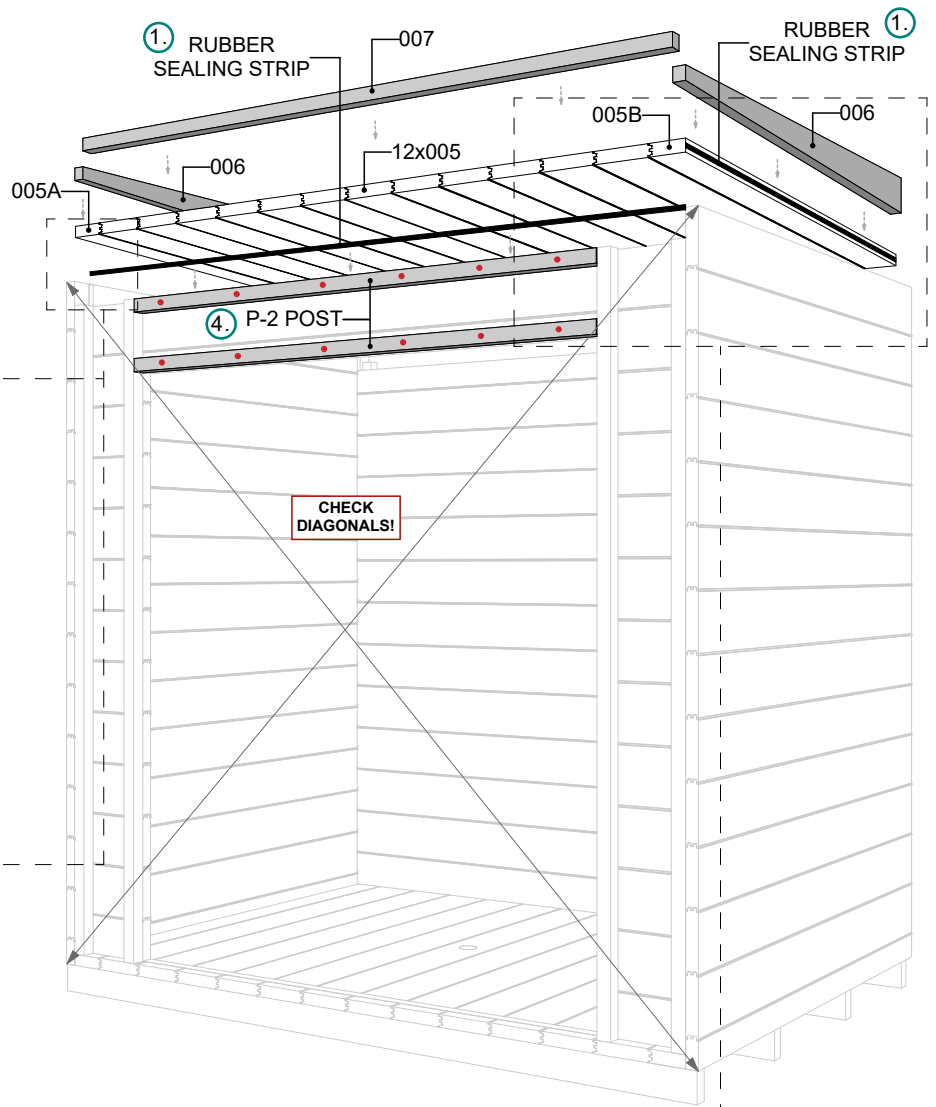 1. RUBBER
SEALING STRIP
007
RUBBER 1.
SEALING STRIP
005B
006
12x005
006
005A
4. P-2 POST
CHECK
DIAGONALS!